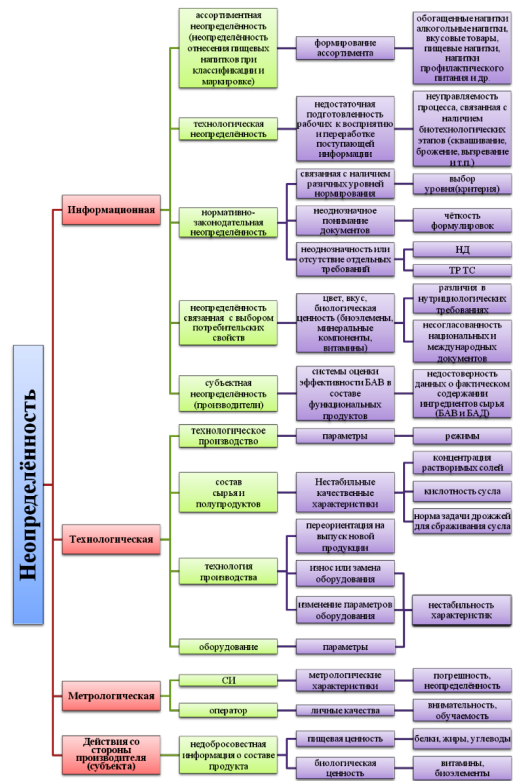 Неопределённость
Информационная
ассортиментная
неопределённость
(неопределённость
отнесения пищевых
напитков при
классификации и
маркировке)
формирование
ассортимента
обогащенные напитки
алкогольные напитки,
вкусовые товары,
пищевые напитки,
напитки
профилактического
питания и др.
технологическая
неопределённость
недостаточная
подготовленность
рабочих к восприятию
и переработке
поступающей
информации
неуправляемость
процесса, связанная с
наличием
биотехнологических
этапов (сквашивание,
брожение, вызревание
и т.п.)
нормативно-
законодательная
неопределённость
связанная с наличием
разичных уровней
нормирования
выбор
уровня(критерия)
неоднозначное
понимание
документов
чёткость
формулировок
неоднозначность или
отсутствие отдельных
требований
НД
ТР ТС
неопределённость
связанная с выбором
потребительских
свойств
цвет, вкус,
биологическая
ценность (биоэлемены,
минеральные
компоненты,
витамины)
различия в
нутрициологических
требованиях
несогласованность
национальных и
международных
документов
субъектная
неопределённость
(производители)
системы оценки
эффективности БАВ в
составе
функциональных
продуктов
недостоверность
данных о фактическом
содержании
ингредиентов сырья
(БАВ и БАД)
Технологическая
технологическое
производство
параметры
режимы
состав
сырья и
полупродуктов
Нестабильные
качественные
характеристики
концентрация
растворимых солей
кислотность сусла
норма задачи дрожжей
для сбраживания сусла
технология
производства
переориентация на
выпуск новой
продукции
износ или замена
оборудования
изменение параметров
оборудования
нестабильность
характеристик
оборудование
параметры
Метрологическая
СИ
метрологические
характеристики
погрешность,
неопределённость
оператор
личные качества
внимательность,
обучаемость
Действия со
стороны
производителя
(субъекта)
недобросовестная
информация о составе
продукта
пищевая ценность
белки, жиры, углеводы
биологическая
ценность
витамины,
биоэлементы